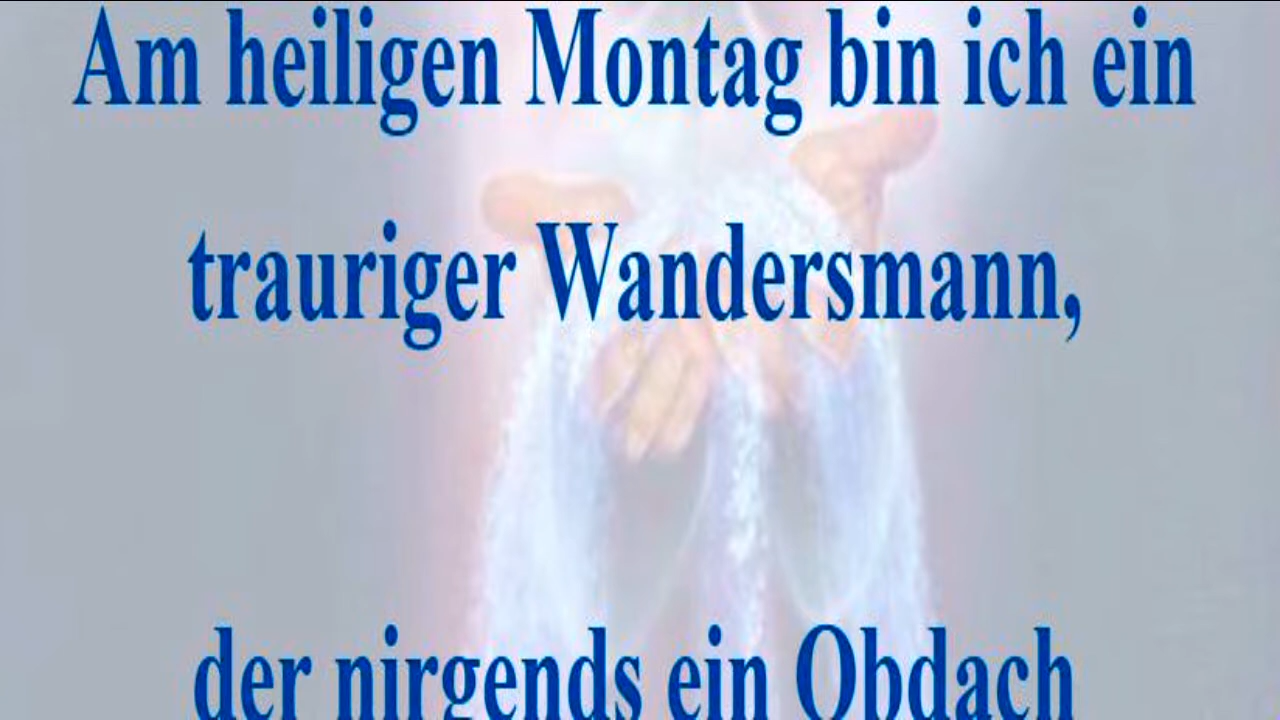 Am heiligen Montag bin ich ein
trauriger Wandersmann,
der nirgends ein Obdach